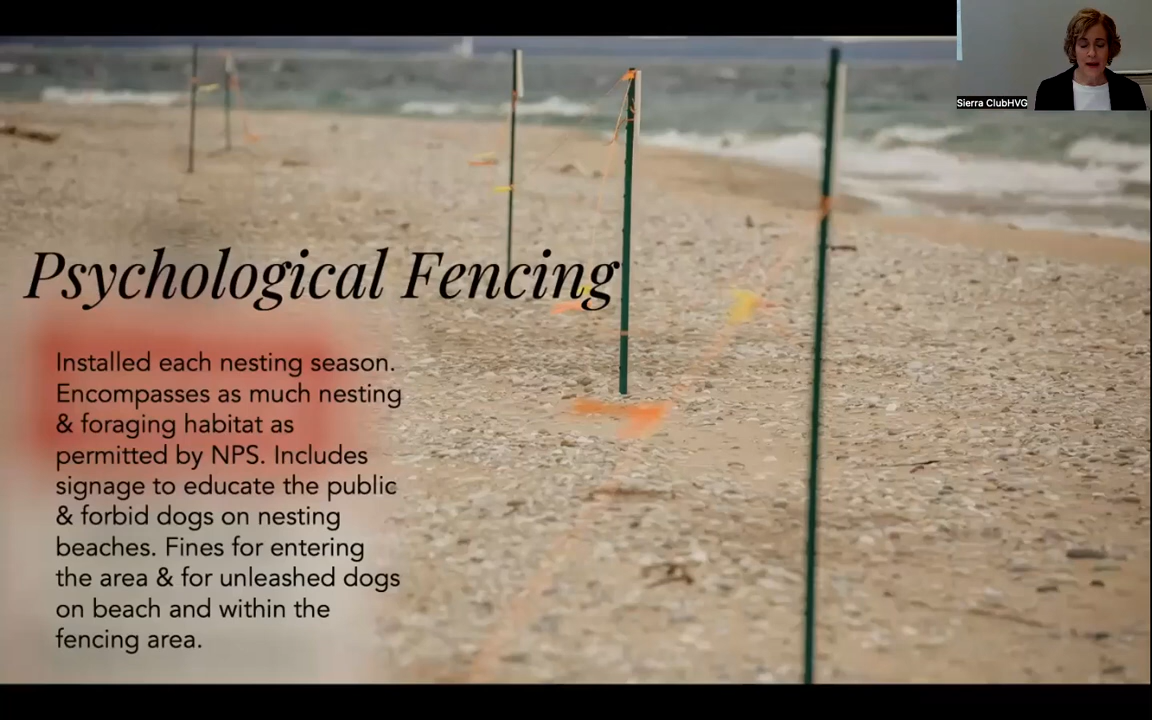 Sierra ClubHVG
Psychological Fencing
Installed each nesting season.
Encompasses as much nesting
& foraging habitat as
permitted by NPS. Includes
signage to educate the public
& forbid dogs on nesting
beaches. Fines for entering
the area & for unleashed dogs
on beach and within the
fencing area.